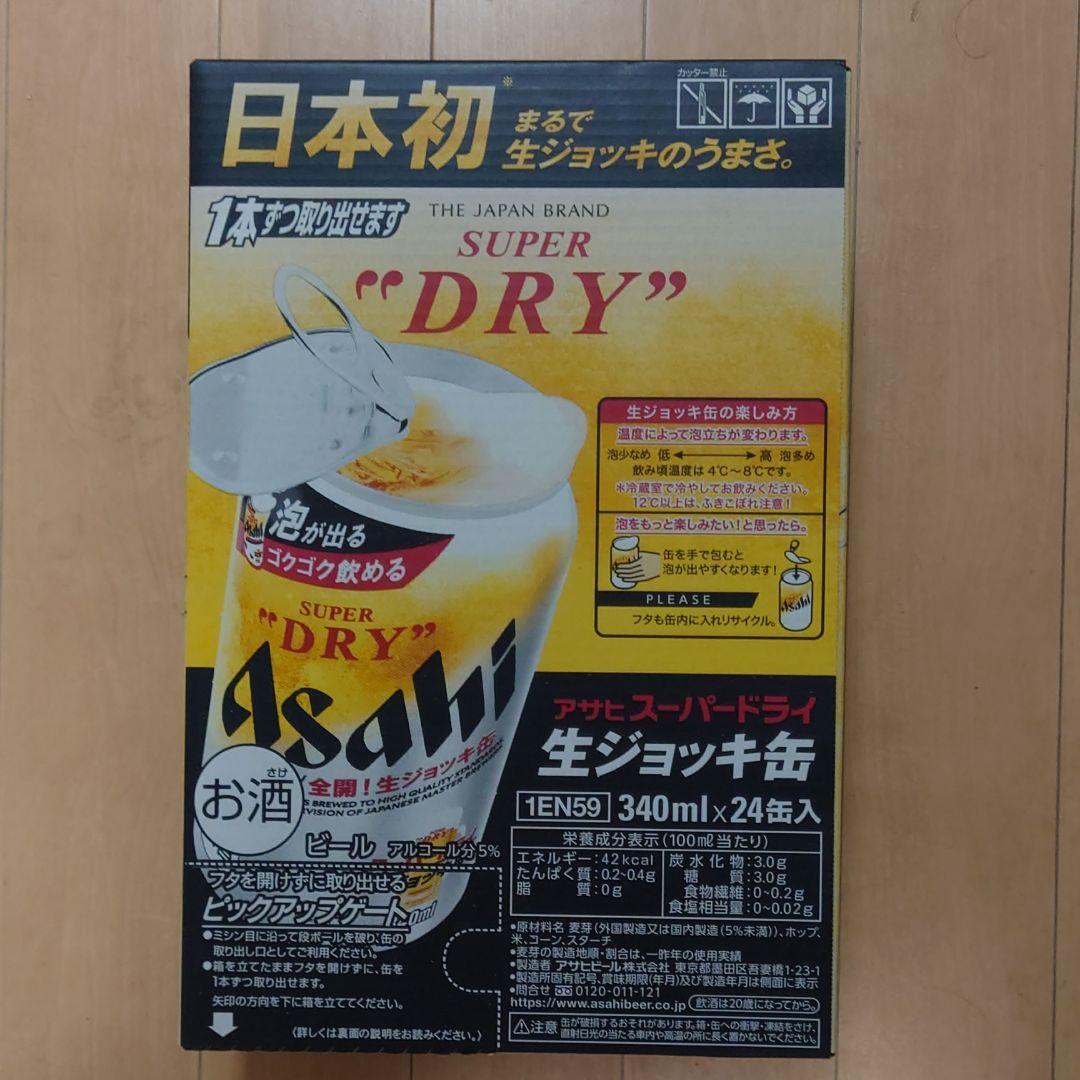 カッター禁止
日本初※
まるで
生ジョッキのうまさ。
1本ずつ取り出せます
THE JAPAN BRAND
SUPER
"DRY"
生ジョッキ缶の楽しみ方
温度によって泡立ちが変わります。
泡少なめ 低 高 泡多め
飲み頃温度は4℃～8℃です。
*冷蔵室で冷やしてお飲みください。
12℃以上は、ふきこぼれ注意!
泡をもっと楽しみたい!と思ったら。
缶を手で包むと
泡が出やすくなります!
PLEASE
フタも缶内に入れリサイクル。
Asahi
泡が出る
ゴクゴク飲める
SUPER
"DRY"
Asahi
全開!生ジョッキ缶
S BREWED TO HIGH QUALITY STANDARDS
VISION OF JAPANESE MASTER BREWERS
さけ
お酒
ビール アルコール分5%
フタを開けずに取り出せる
ピックアップゲート
●ミシン目に沿って段ボールを破り、缶の
取り出し口としてご利用ください。
●箱を立てたままフタを開けずに、缶を
1本ずつ取り出せます。
矢印の方向を下に箱を立ててください。
(詳しくは裏面の説明をお読みください。)
アサヒスーパードライ
生ジョッキ缶
1EN59 340ml×24缶入
栄養成分表示(100ml当たり)
エネルギー:42kcal
たんぱく質:0.2~0.4g
脂質:0g
炭水化物:3.0g
糖質:3.0g
食物繊維:0~0.2g
食塩相当量:0~0.02g
•原材料名 麦芽(外国製造又は国内製造(5%未満))、ホップ、
米、コーン、スターチ
•麦芽の製造地順・割合は、一昨年の使用実績
•製造者 アサヒビール株式会社 東京都墨田区吾妻橋1-23-1
•製造所固有記号、賞味期限(年月)及び製造年月は側面に表示
•問合せ 0120-011-121
https://www.asahibeer.co.jp 飲酒は20歳になってから。
注意 缶が破損するおそれがあります。箱・缶への衝撃・凍結をさけ、
直射日光の当たる車内や高温の所に長く置かないでください。